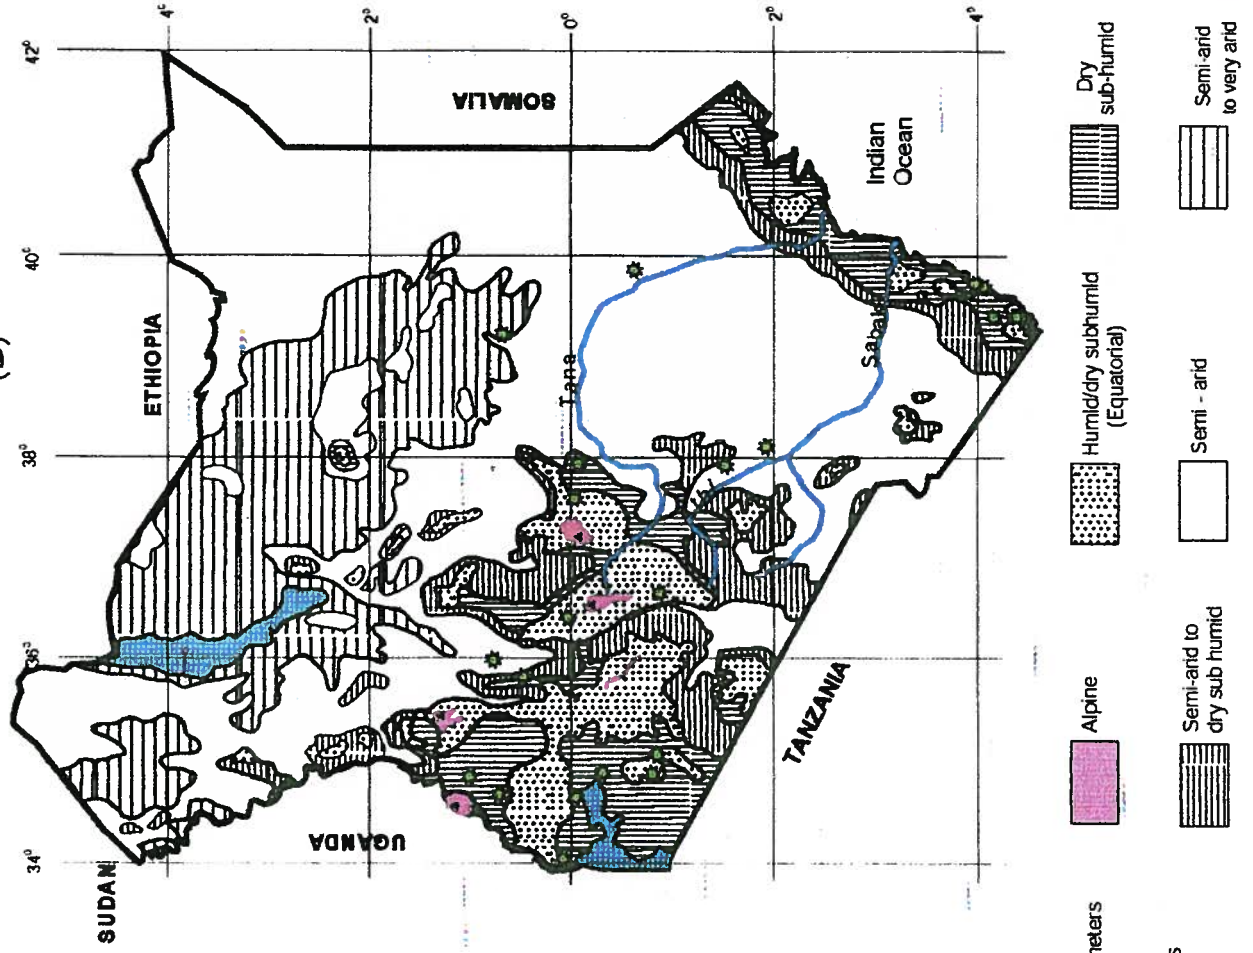 (D)
42°
40°
38°
36°
34°
4°
2°
0°
2°
4°
SUDAN
ETHIOPIA
SOMALIA
UGANDA
TANZANIA
Indian
Ocean
Tana
Sabaki
meters
s
Alpine
Humid/dry subhumid
(Equatorial)
Dry
sub-humid
Semi-arid to
dry sub humid
Semi - arid
Semi-arid
to very arid